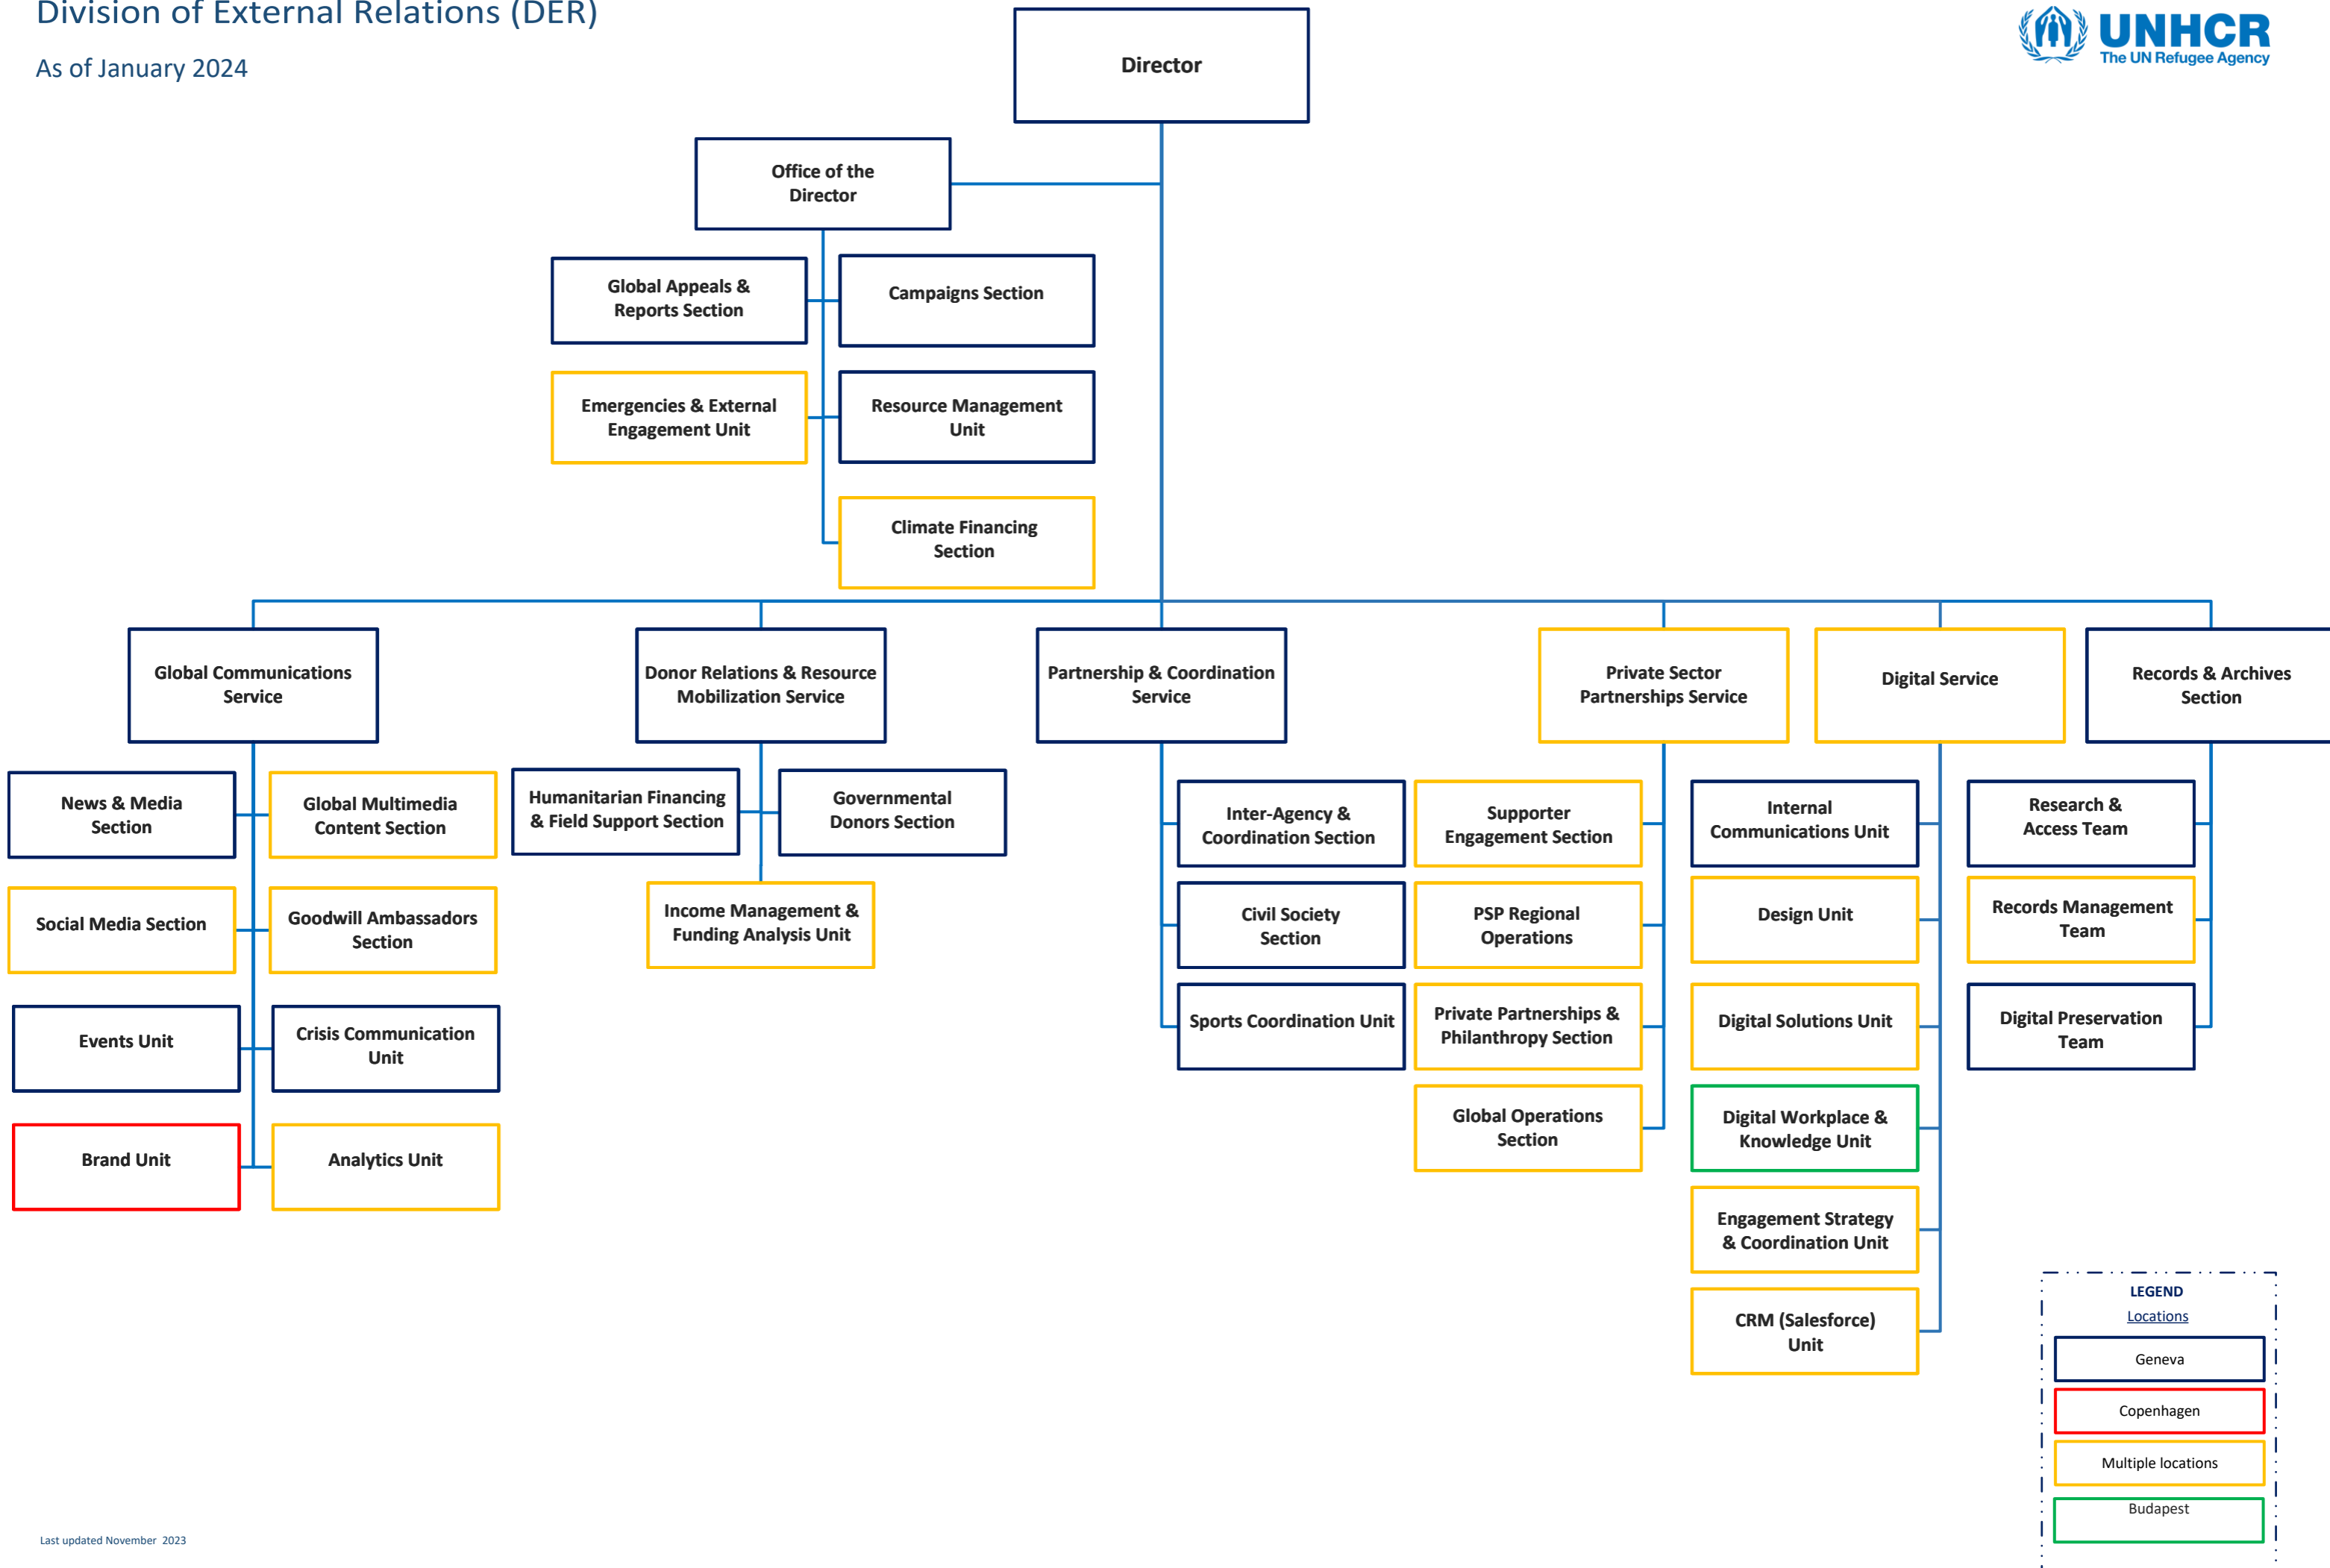 Division of External Relations (DER)
As of January 2024
UNHCR
The UN Refugee Agency
Director
Office of the
Director
Global Appeals &
Reports Section
Campaigns Section
Emergencies & External
Engagement Unit
Resource Management
Unit
Climate Financing
Section
Global Communications
Service
Donor Relations & Resource
Mobilization Service
Partnership & Coordination
Service
Private Sector
Partnerships Service
Digital Service
Records & Archives
Section
News & Media
Section
Global Multimedia
Content Section
Social Media Section
Goodwill Ambassadors
Section
Events Unit
Crisis Communication
Unit
Brand Unit
Analytics Unit
Humanitarian Financing
& Field Support Section
Governmental
Donors Section
Income Management &
Funding Analysis Unit
Inter-Agency &
Coordination Section
Civil Society
Section
Sports Coordination Unit
Supporter
Engagement Section
PSP Regional
Operations
Private Partnerships &
Philanthropy Section
Global Operations
Section
Internal
Communications Unit
Design Unit
Digital Solutions Unit
Digital Workplace &
Knowledge Unit
Engagement Strategy
& Coordination Unit
CRM (Salesforce)
Unit
Research &
Access Team
Records Management
Team
Digital Preservation
Team
LEGEND
Locations
Geneva
Copenhagen
Multiple locations
Budapest
Last updated November 2023